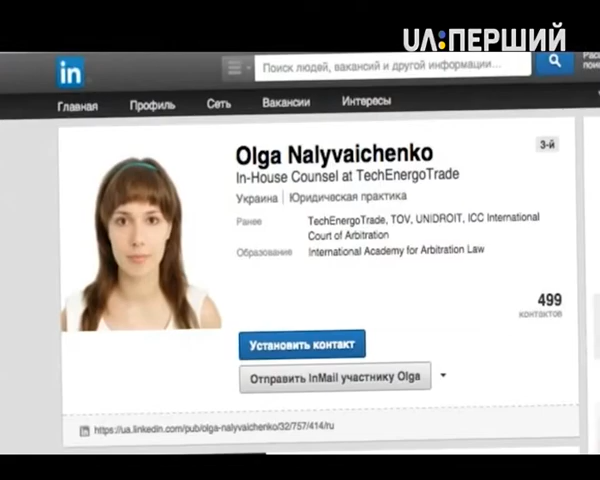 UA:ПЕРШИЙ
in
Поиск людей, вакансий и другой информации...
Главная Профиль Сеть Вакансии Интересы
Olga Nalyvaichenko
3-й
In-House Counsel at TechEnergoTrade
Украина Юридическая практика
Ранее TechEnergoTrade, TOV, UNIDROIT, ICC International
Court of Arbitration
Образование International Academy for Arbitration Law
499
контактов
Установить контакт
Отправить InMail участнику Olga
https://ua.linkedin.com/pub/olga-nalyvaichenko/32/757/414/ru